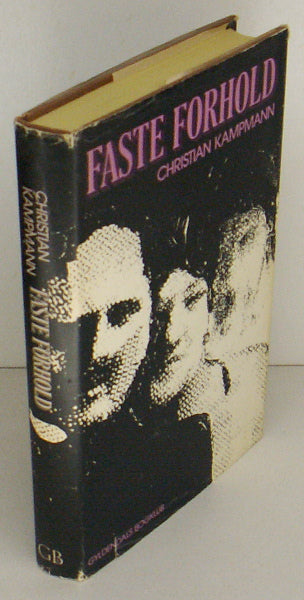 FASTE FORHOLD
CHRISTIAN KAMPMANN
GYLDENDALS BOGKLUB
CHRISTIAN
KAMPMANN
FASTE FORHOLD
GB